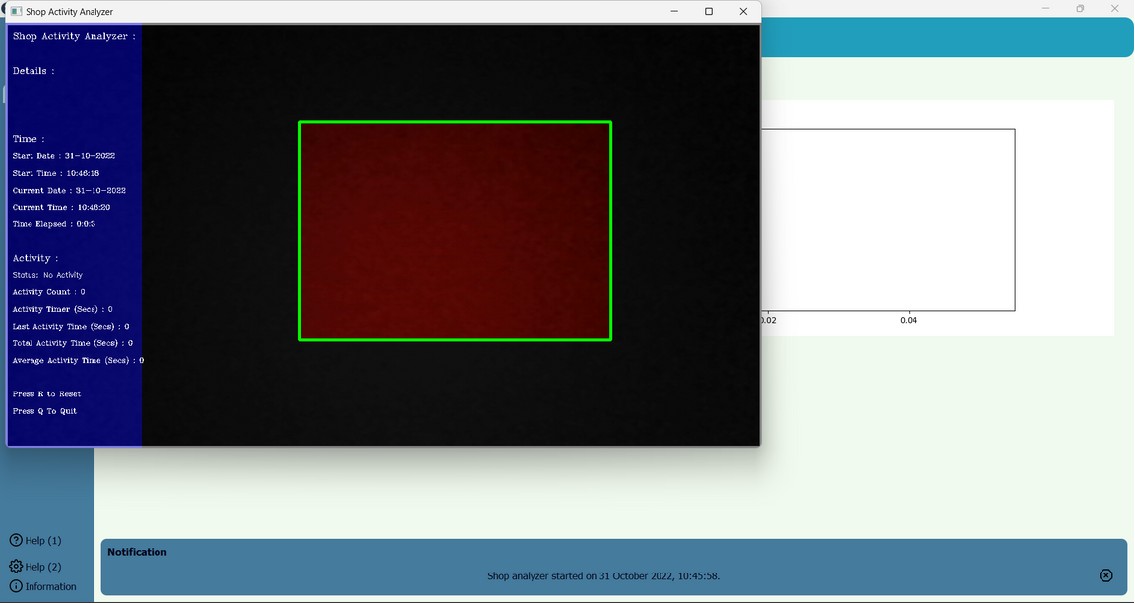 Shop Activity Analyzer
Shop Activity Analyzer :
Details :
Time :
Start Date : 31-10-2022
Start Time : 10:46:18
Current Date : 31-10-2022
Current Time : 10:46:20
Time Elapsed : 0:0:3
Activity :
Status: No Activity
Activity Count : 0
Activity Timer (Secs) : 0
Last Activity Time (Secs) : 0
Total Activity Time (Secs) : 0
Average Activity Time (Secs) : 0
Press R to Reset
Press Q To Quit
0.02
0.04
Help (1)
Help (2)
Information
Notification
Shop analyzer started on 31 October 2022, 10:45:58.